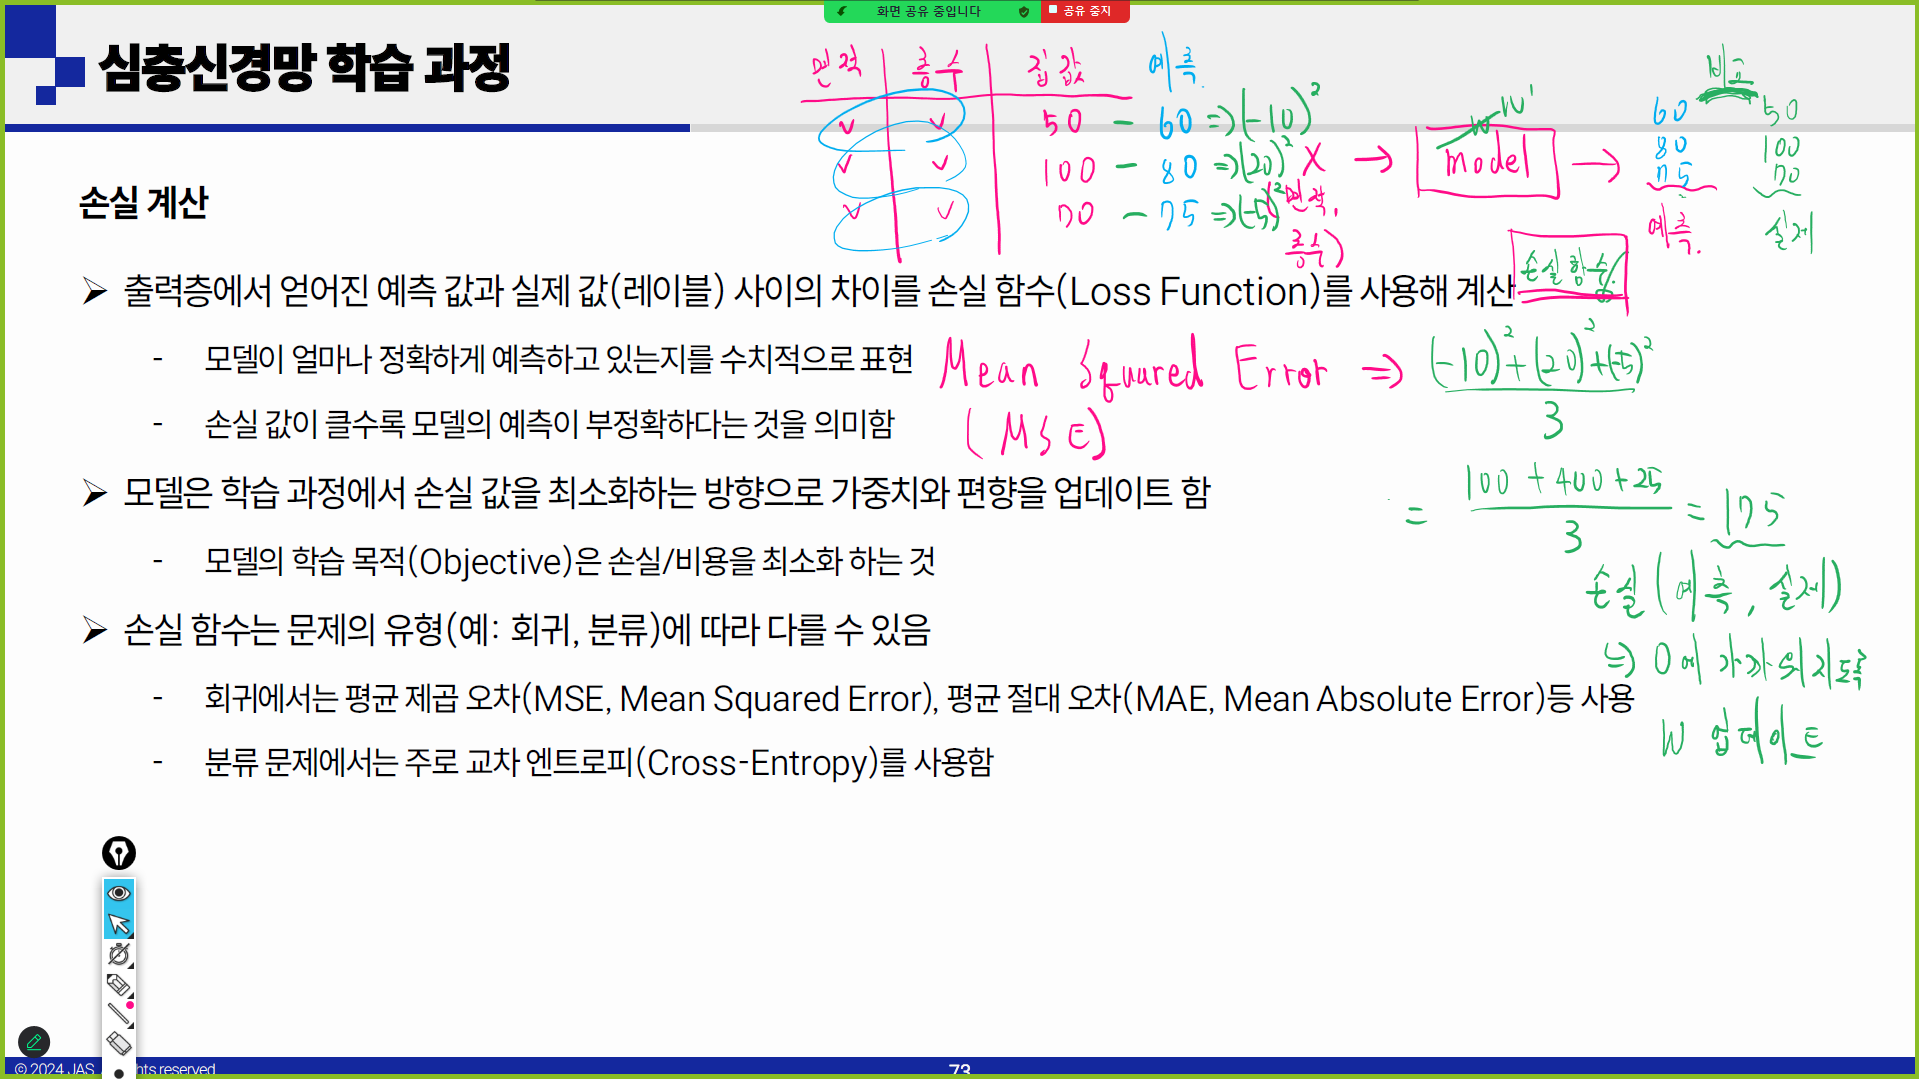 화면 공유 중입니다 공유 중지
심층신경망 학습 과정
면적 층수 집값 예측
50 - 60 ⇒ (-10)²
100 - 80 ⇒ (20)²
70 - 75 ⇒ (-5)²
X → model →
(면적,
층수)
w w'
비교
60 50
80 100
75 70
예측. 실제
손실 계산
➢ 출력층에서 얻어진 예측 값과 실제 값(레이블) 사이의 차이를 손실 함수(Loss Function)를 사용해 계산
손실 함수
- 모델이 얼마나 정확하게 예측하고 있는지를 수치적으로 표현
Mean Squared Error ⇒ (-10)²+(20)²+(-5)²
3
(MSE)
- 손실 값이 클수록 모델의 예측이 부정확하다는 것을 의미함
➢ 모델은 학습 과정에서 손실 값을 최소화하는 방향으로 가중치와 편향을 업데이트 함
= 100 + 400 + 25
3
= 175
- 모델의 학습 목적(Objective)은 손실/비용을 최소화 하는 것
손실(예측, 실제)
➢ 손실 함수는 문제의 유형(예: 회귀, 분류)에 따라 다를 수 있음
⇒ 0에 가까워지도록
- 회귀에서는 평균 제곱 오차(MSE, Mean Squared Error), 평균 절대 오차(MAE, Mean Absolute Error)등 사용
W 업데이트
- 분류 문제에서는 주로 교차 엔트로피(Cross-Entropy)를 사용함
© 2024 JAS. hts reserved
73